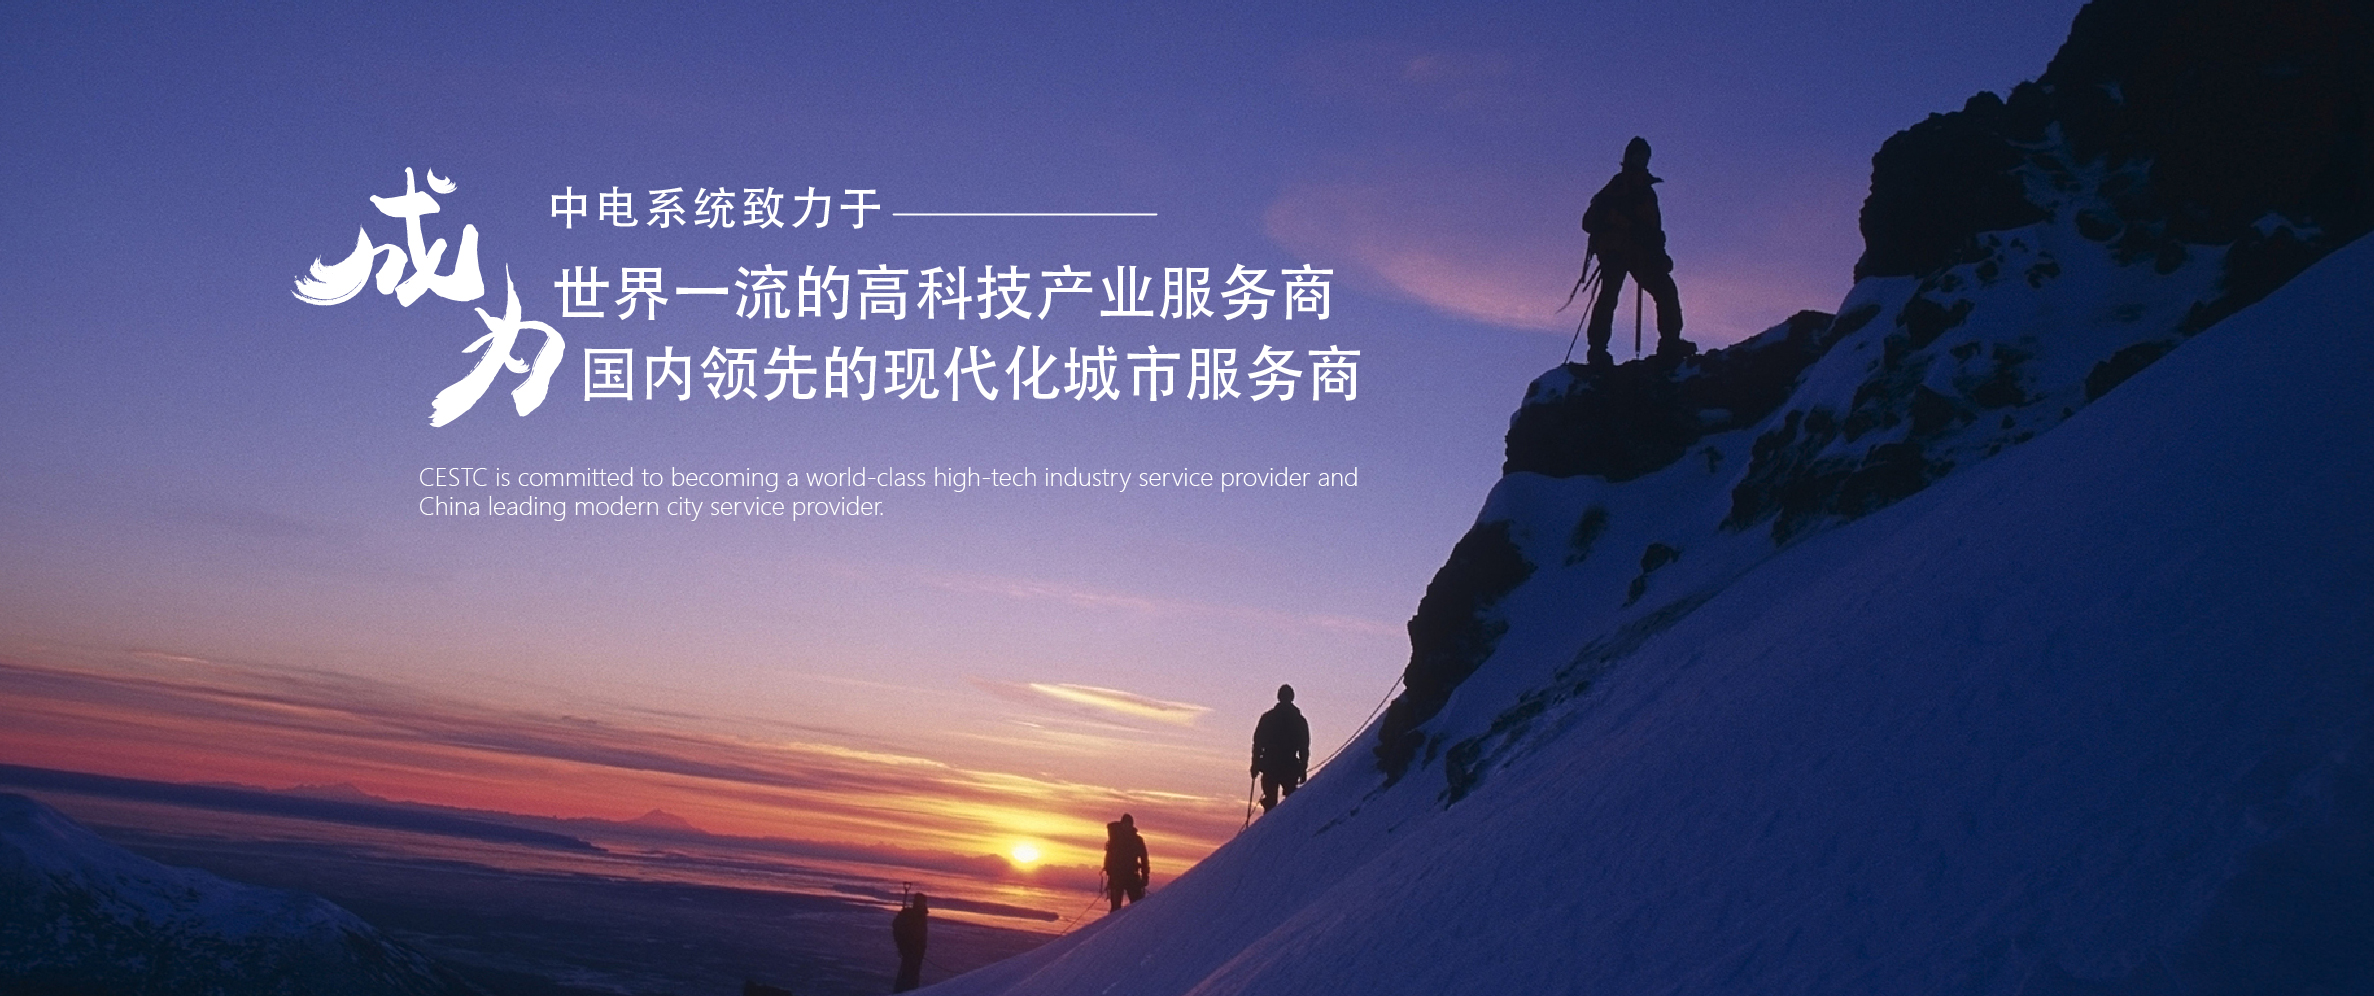 中电系统致力于
成为
世界一流的高科技产业服务商
国内领先的现代化城市服务商
CESTC is committed to becoming a world-class high-tech industry service provider and
China leading modern city service provider.